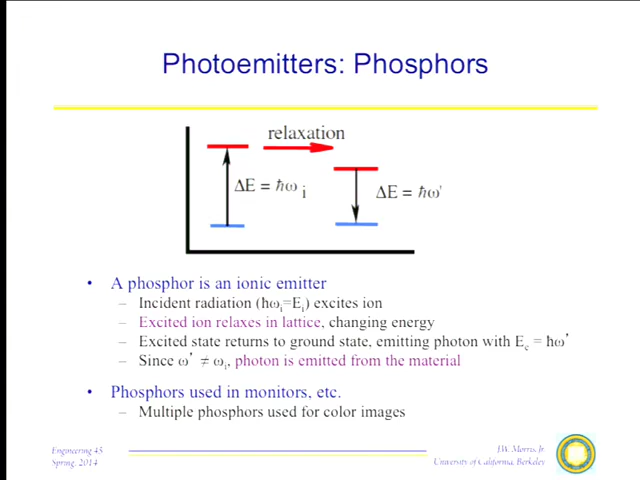 Photoemitters: Phosphors
relaxation
ΔE = ħω i
ΔE = ħω'
• A phosphor is an ionic emitter
– Incident radiation (ħωᵢ=Eᵢ) excites ion
– Excited ion relaxes in lattice, changing energy
– Excited state returns to ground state, emitting photon with Ee = ħω’
– Since ω’ ≠ ωᵢ, photon is emitted from the material
• Phosphors used in monitors, etc.
– Multiple phosphors used for color images
Engineering 45
Spring, 2014
J.W. Morris, Jr
University of California, Berkeley